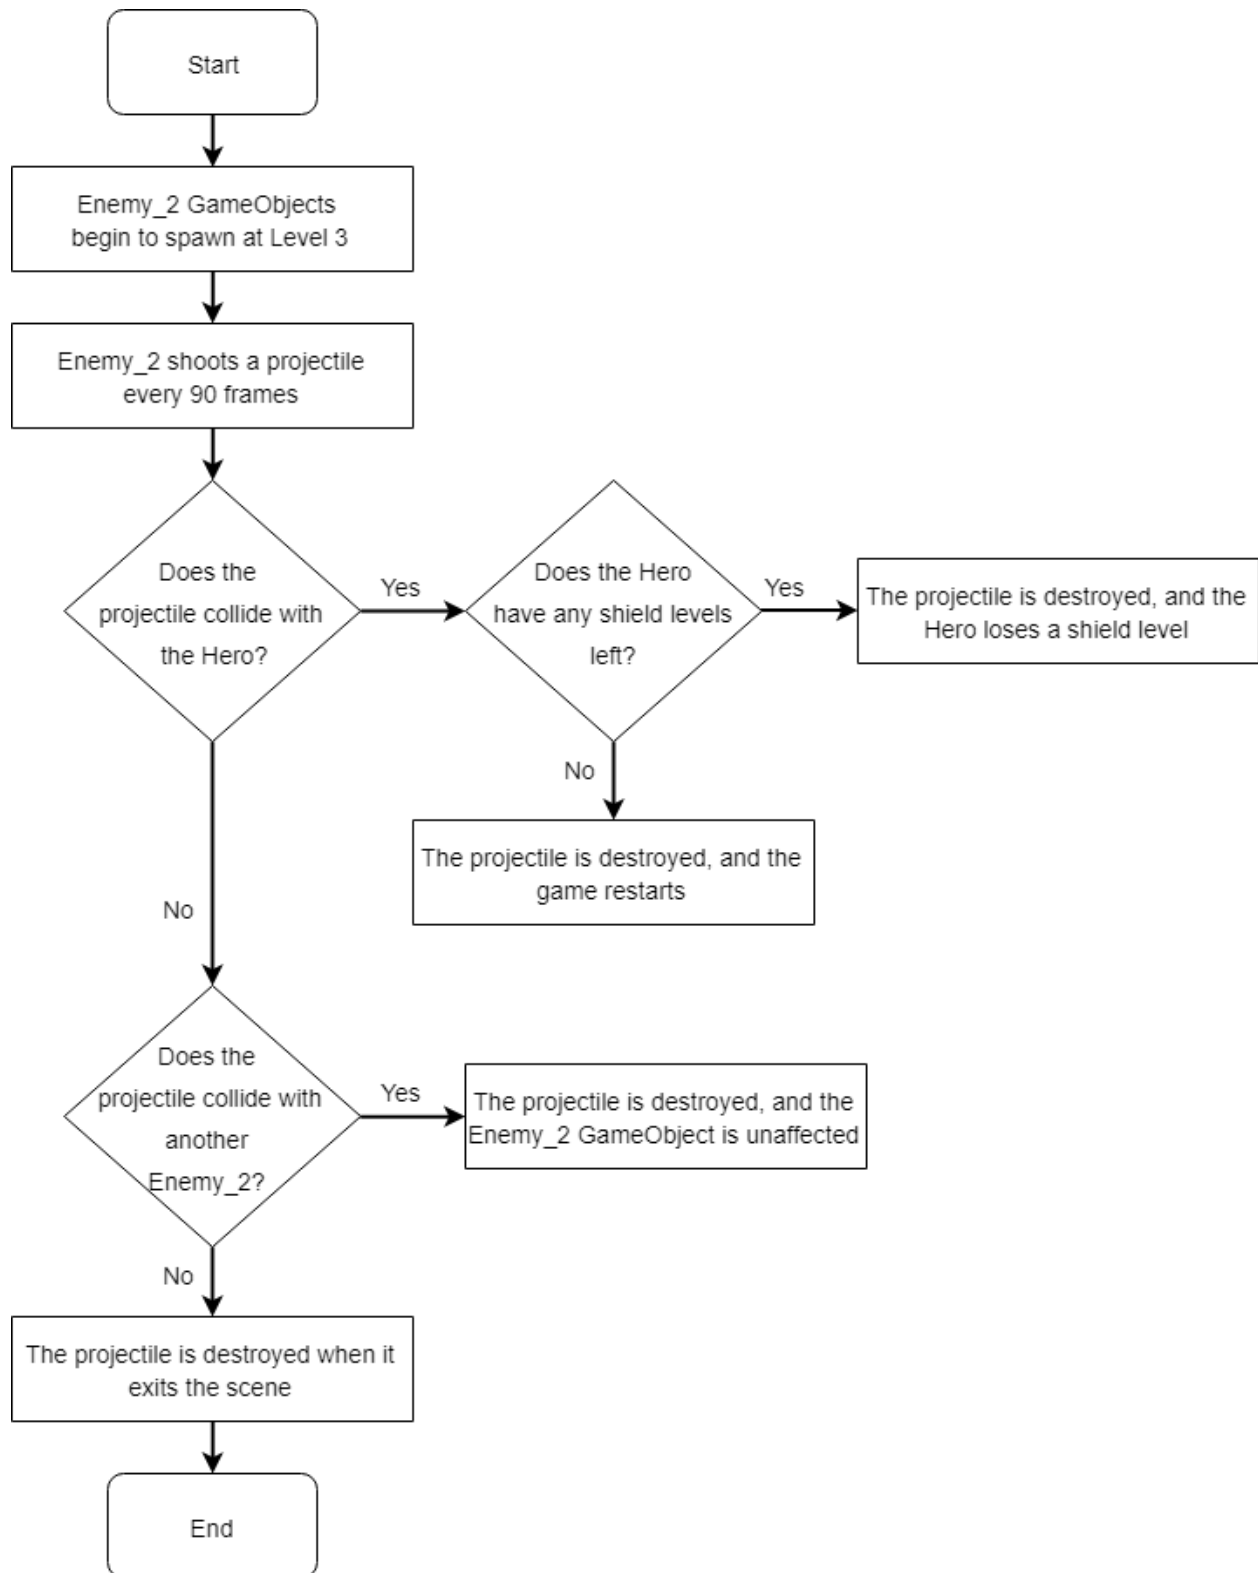 Start
Enemy_2 GameObjects
begin to spawn at Level 3
Enemy_2 shoots a projectile
every 90 frames
Does the
projectile collide with
the Hero?
Yes
Does the Hero
have any shield levels
left?
Yes
The projectile is destroyed, and the
Hero loses a shield level
No
The projectile is destroyed, and the
game restarts
No
Does the
projectile collide with
another
Enemy_2?
Yes
The projectile is destroyed, and the
Enemy_2 GameObject is unaffected
No
The projectile is destroyed when it
exits the scene
End